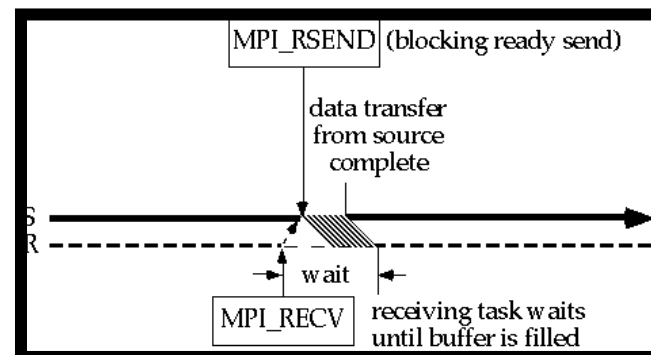 MPI_RSEND (blocking ready send)
data transfer
from source
complete
S
R
wait
MPI_RECV
receiving task waits
until buffer is filled